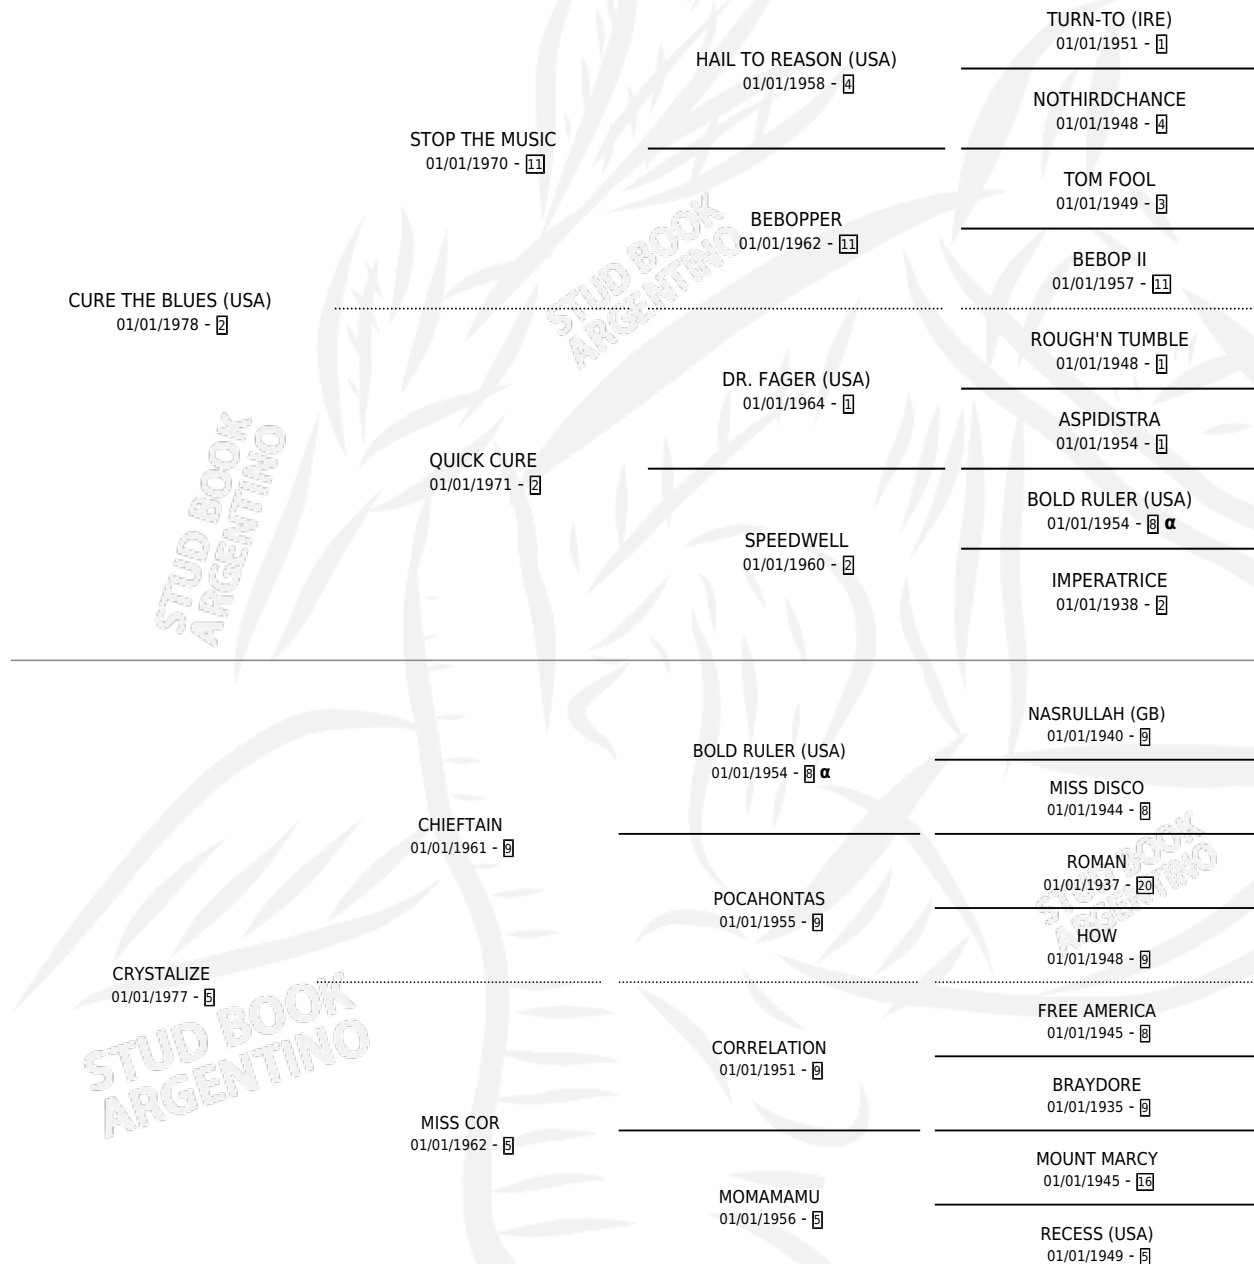 TURN-TO (IRE)
01/01/1951 - 1
HAIL TO REASON (USA)
01/01/1958 - 4
NOTHIRDCHANCE
01/01/1948 - 4
STOP THE MUSIC
01/01/1970 - 11
TOM FOOL
01/01/1949 - 3
BEBOPPER
01/01/1962 - 11
BEBOP II
01/01/1957 - 11
CURE THE BLUES (USA)
01/01/1978 - 2
ROUGH'N TUMBLE
01/01/1948 - 1
DR. FAGER (USA)
01/01/1964 - 1
ASPIDISTRA
01/01/1954 - 1
QUICK CURE
01/01/1971 - 2
BOLD RULER (USA)
01/01/1954 - 8 α
SPEEDWELL
01/01/1960 - 2
IMPERATRICE
01/01/1938 - 2
NASRULLAH (GB)
01/01/1940 - 9
BOLD RULER (USA)
01/01/1954 - 8 α
MISS DISCO
01/01/1944 - 8
CHIEFTAIN
01/01/1961 - 9
ROMAN
01/01/1937 - 20
POCAHONTAS
01/01/1955 - 9
HOW
01/01/1948 - 9
CRYSTALIZE
01/01/1977 - 5
FREE AMERICA
01/01/1945 - 8
CORRELATION
01/01/1951 - 9
BRAYDORE
01/01/1935 - 9
MISS COR
01/01/1962 - 5
MOUNT MARCY
01/01/1945 - 16
MOMAMAMU
01/01/1956 - 5
RECESS (USA)
01/01/1949 - 5
STUD BOOK
ARGENTINO
STUD BOOK
ARGENTINO
STUD BOOK
ARGENTINO
STUD BOOK
ARGENTINO